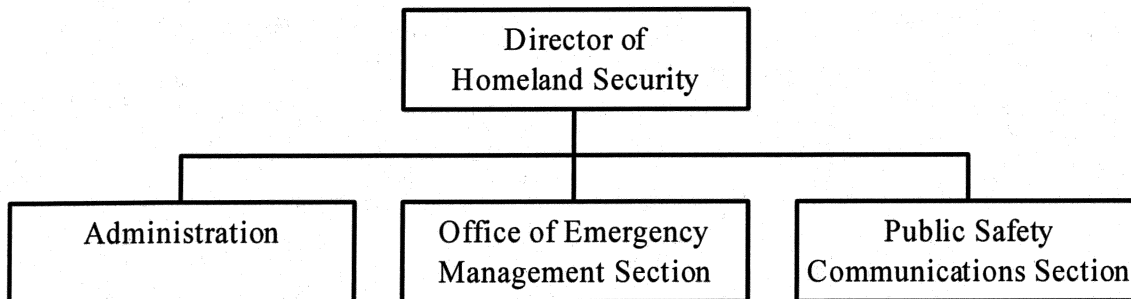 Director of
Homeland Security
Administration
Office of Emergency
Management Section
Public Safety
Communications Section